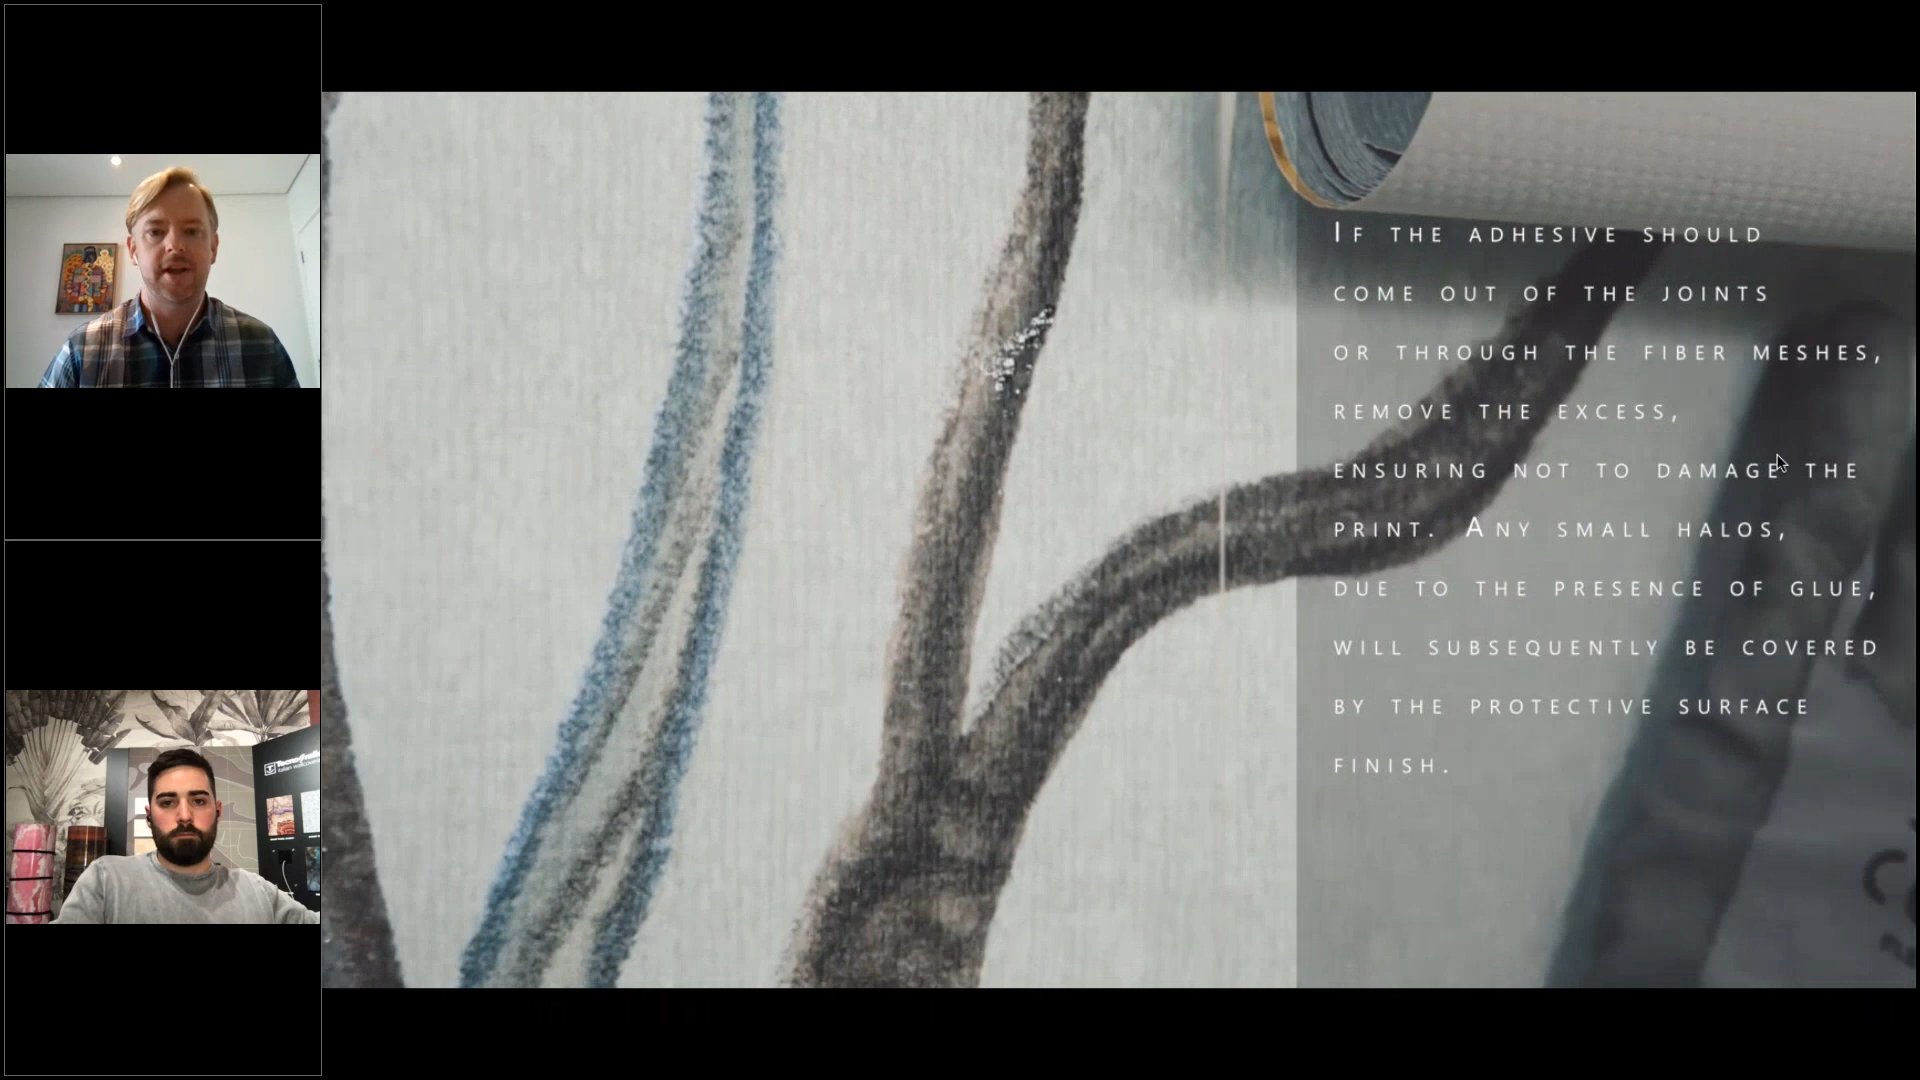 If the adhesive should
come out of the joints
or through the fiber meshes,
remove the excess,
ensuring not to damage the
print. Any small halos,
due to the presence of glue,
will subsequently be covered
by the protective surface
finish.